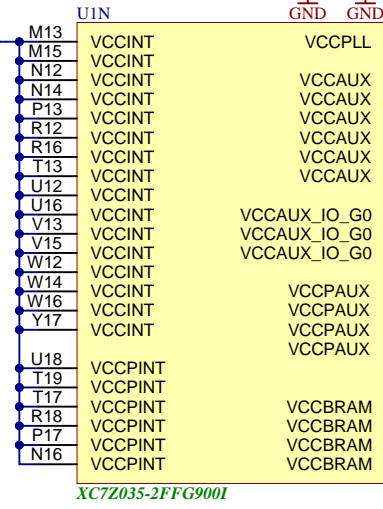 U1N GND GND
M13 VCCINT VCCPLL
M15 VCCINT
N12 VCCINT VCCAUX
N14 VCCINT VCCAUX
P13 VCCINT VCCAUX
R12 VCCINT VCCAUX
R16 VCCINT VCCAUX
T13 VCCINT VCCAUX
U12 VCCINT
U16 VCCINT VCCAUX_IO_G0
V13 VCCINT VCCAUX_IO_G0
V15 VCCINT VCCAUX_IO_G0
W12 VCCINT
W14 VCCINT VCCPAUX
W16 VCCINT VCCPAUX
Y17 VCCINT VCCPAUX
VCCPAUX
U18 VCCPINT
T19 VCCPINT
T17 VCCPINT VCCBRAM
R18 VCCPINT VCCBRAM
P17 VCCPINT VCCBRAM
N16 VCCPINT VCCBRAM
XC7Z035-2FFG900I